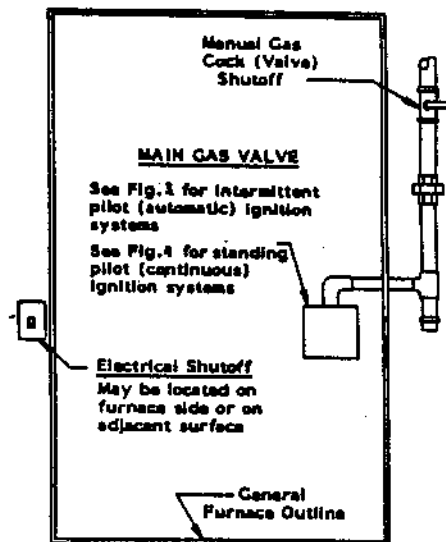 Manual Gas
Cock (Valve)
Shutoff
MAIN GAS VALVE
See Fig. for intermittent
pilot (automatic) ignition
systems
See Fig. for standing
pilot (continuous)
ignition systems
Electrical Shutoff
May be located on
furnace side or on
adjacent surface
General
Furnace Outline